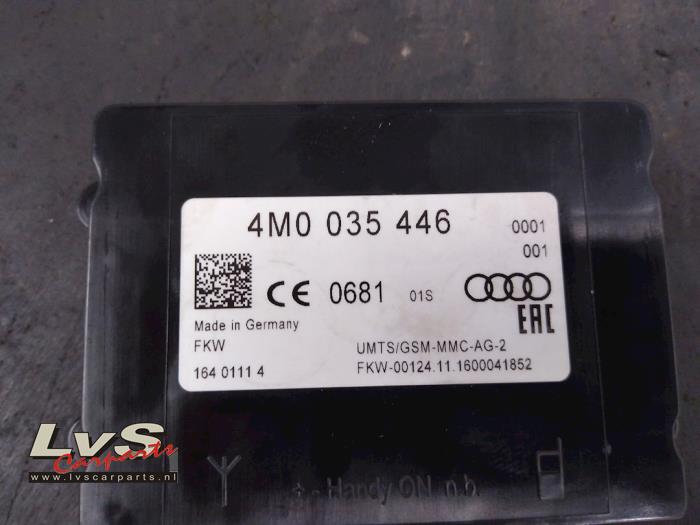 4M0 035 446
0001
001
CE 0681 01S
Made in Germany
EAC
FKW
UMTS/GSM-MMC-AG-2
164 0111 4
FKW-00124.11.1600041852
LvS
Carparts
www.lvscarparts.nl
+ - Handy ON n.b.